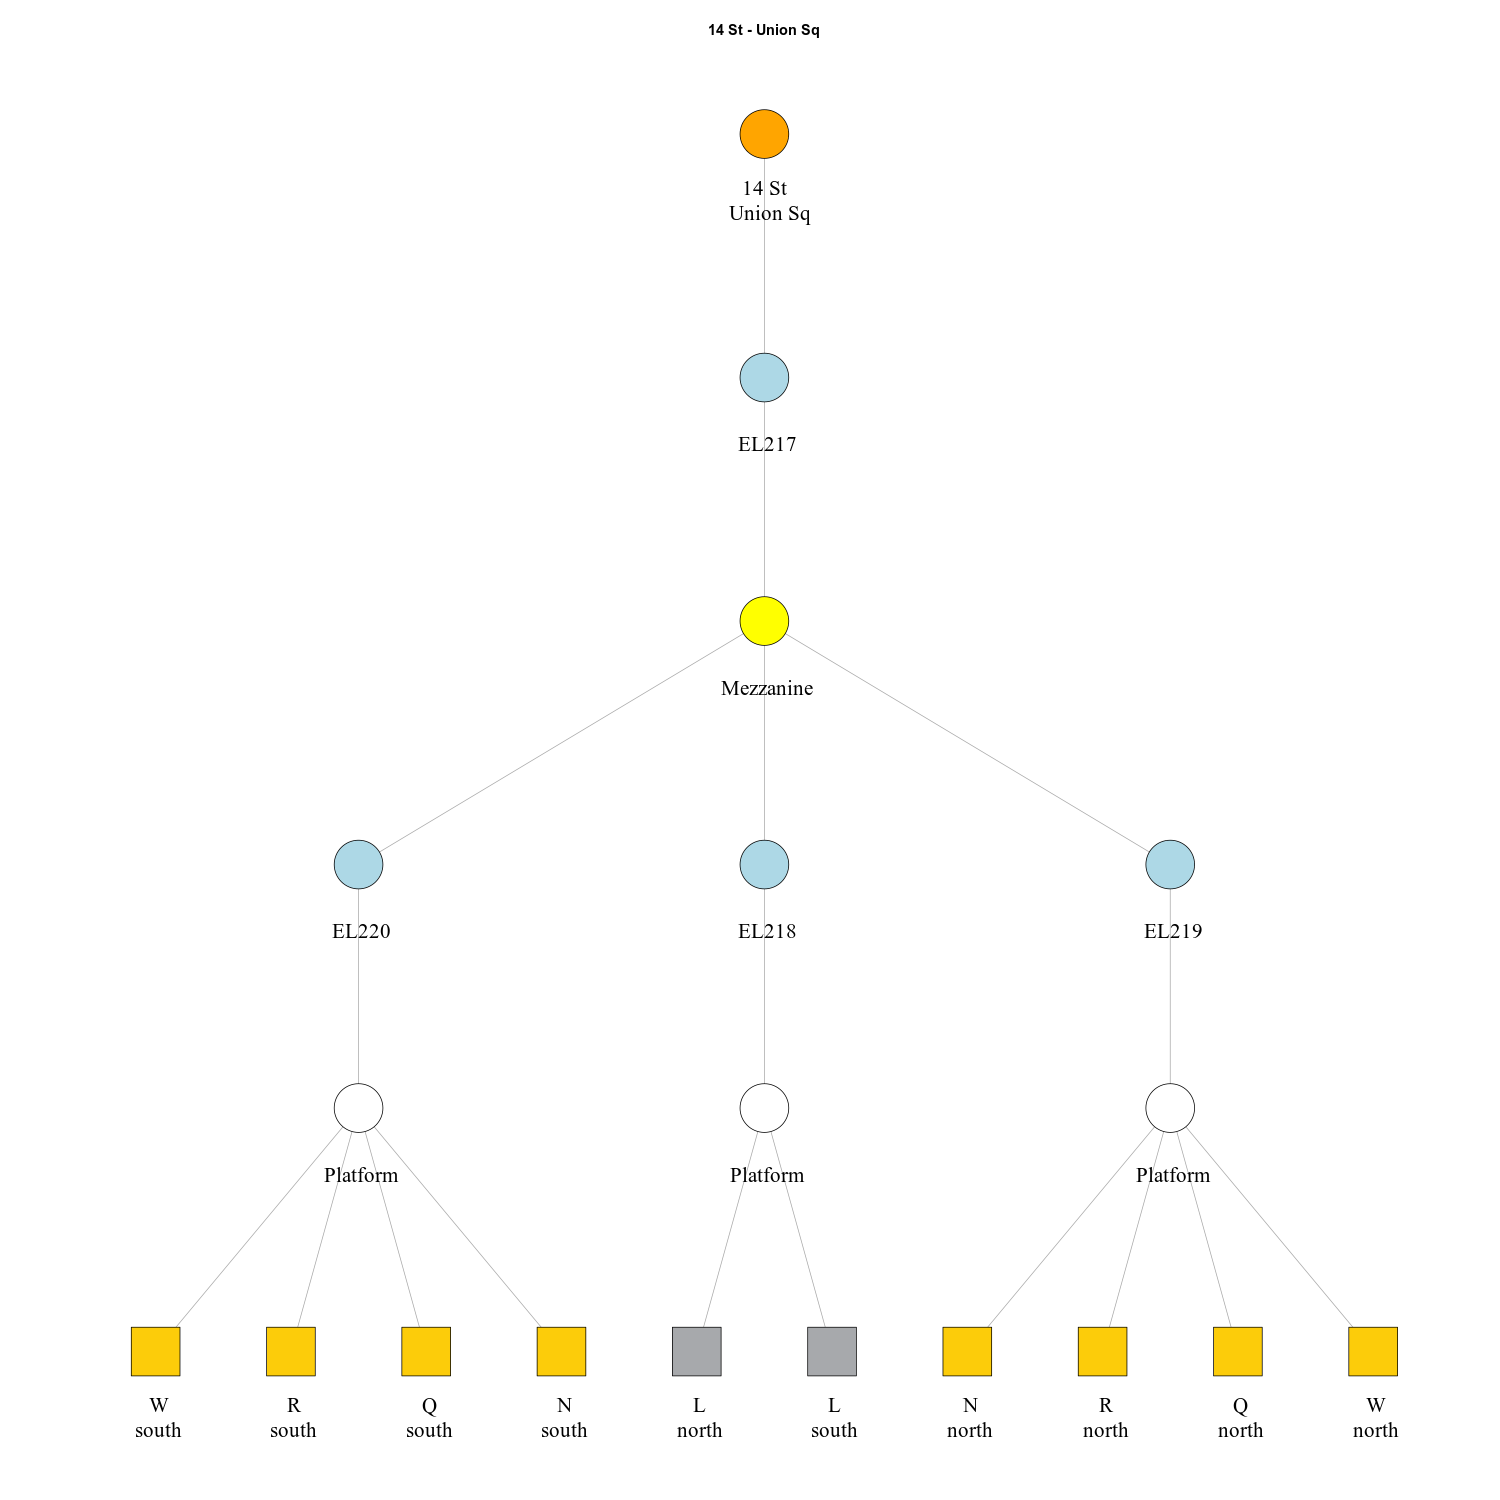 14 St - Union Sq
14 St
Union Sq
EL217
Mezzanine
EL220
EL218
EL219
Platform
Platform
Platform
W
south
R
south
Q
south
N
south
L
north
L
south
N
north
R
north
Q
north
W
north